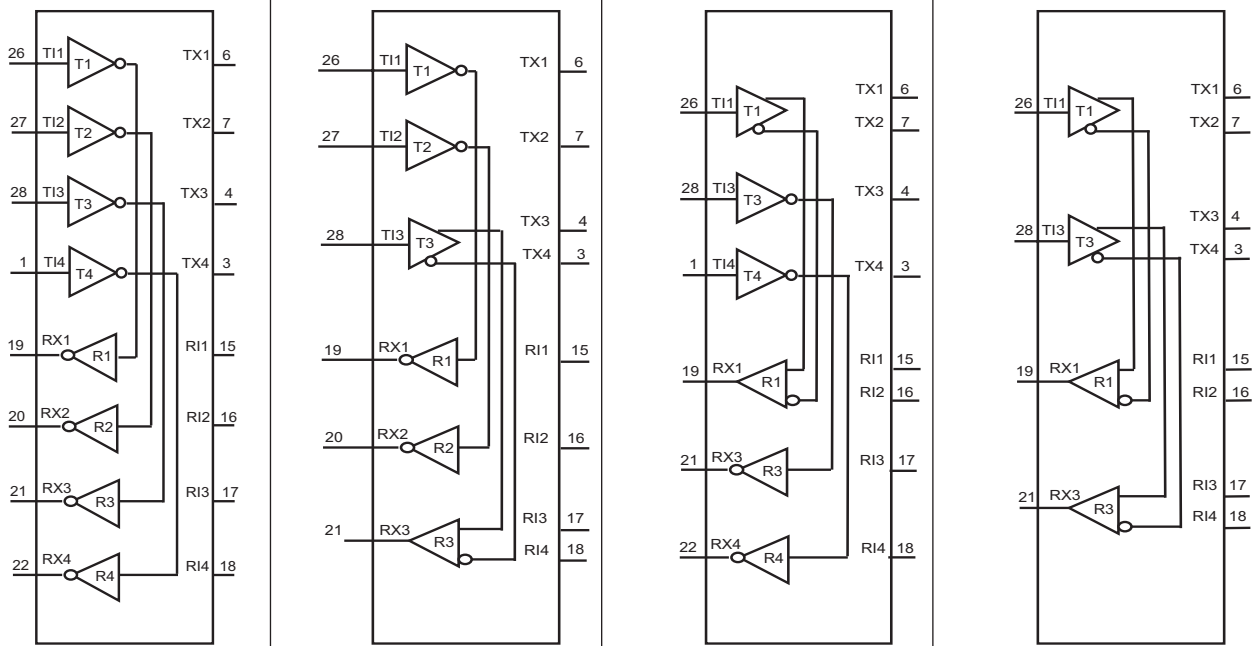 26 TI1 T1 TX1 6
27 TI2 T2 TX2 7
28 TI3 T3 TX3 4
1 TI4 T4 TX4 3
19 RX1 R1 RI1 15
20 RX2 R2 RI2 16
21 RX3 R3 RI3 17
22 RX4 R4 RI4 18
26 TI1 T1 TX1 6
27 TI2 T2 TX2 7
28 TI3 T3 TX3 4
TX4 3
19 RX1 R1 RI1 15
20 RX2 R2 RI2 16
21 RX3 R3 RI3 17
RI4 18
26 TI1 T1 TX1 6
TX2 7
28 TI3 T3 TX3 4
1 TI4 T4 TX4 3
19 RX1 R1 RI1 15
RI2 16
21 RX3 R3 RI3 17
22 RX4 R4 RI4 18
26 TI1 T1 TX1 6
TX2 7
28 TI3 T3 TX3 4
TX4 3
19 RX1 R1 RI1 15
RI2 16
21 RX3 R3 RI3 17
RI4 18